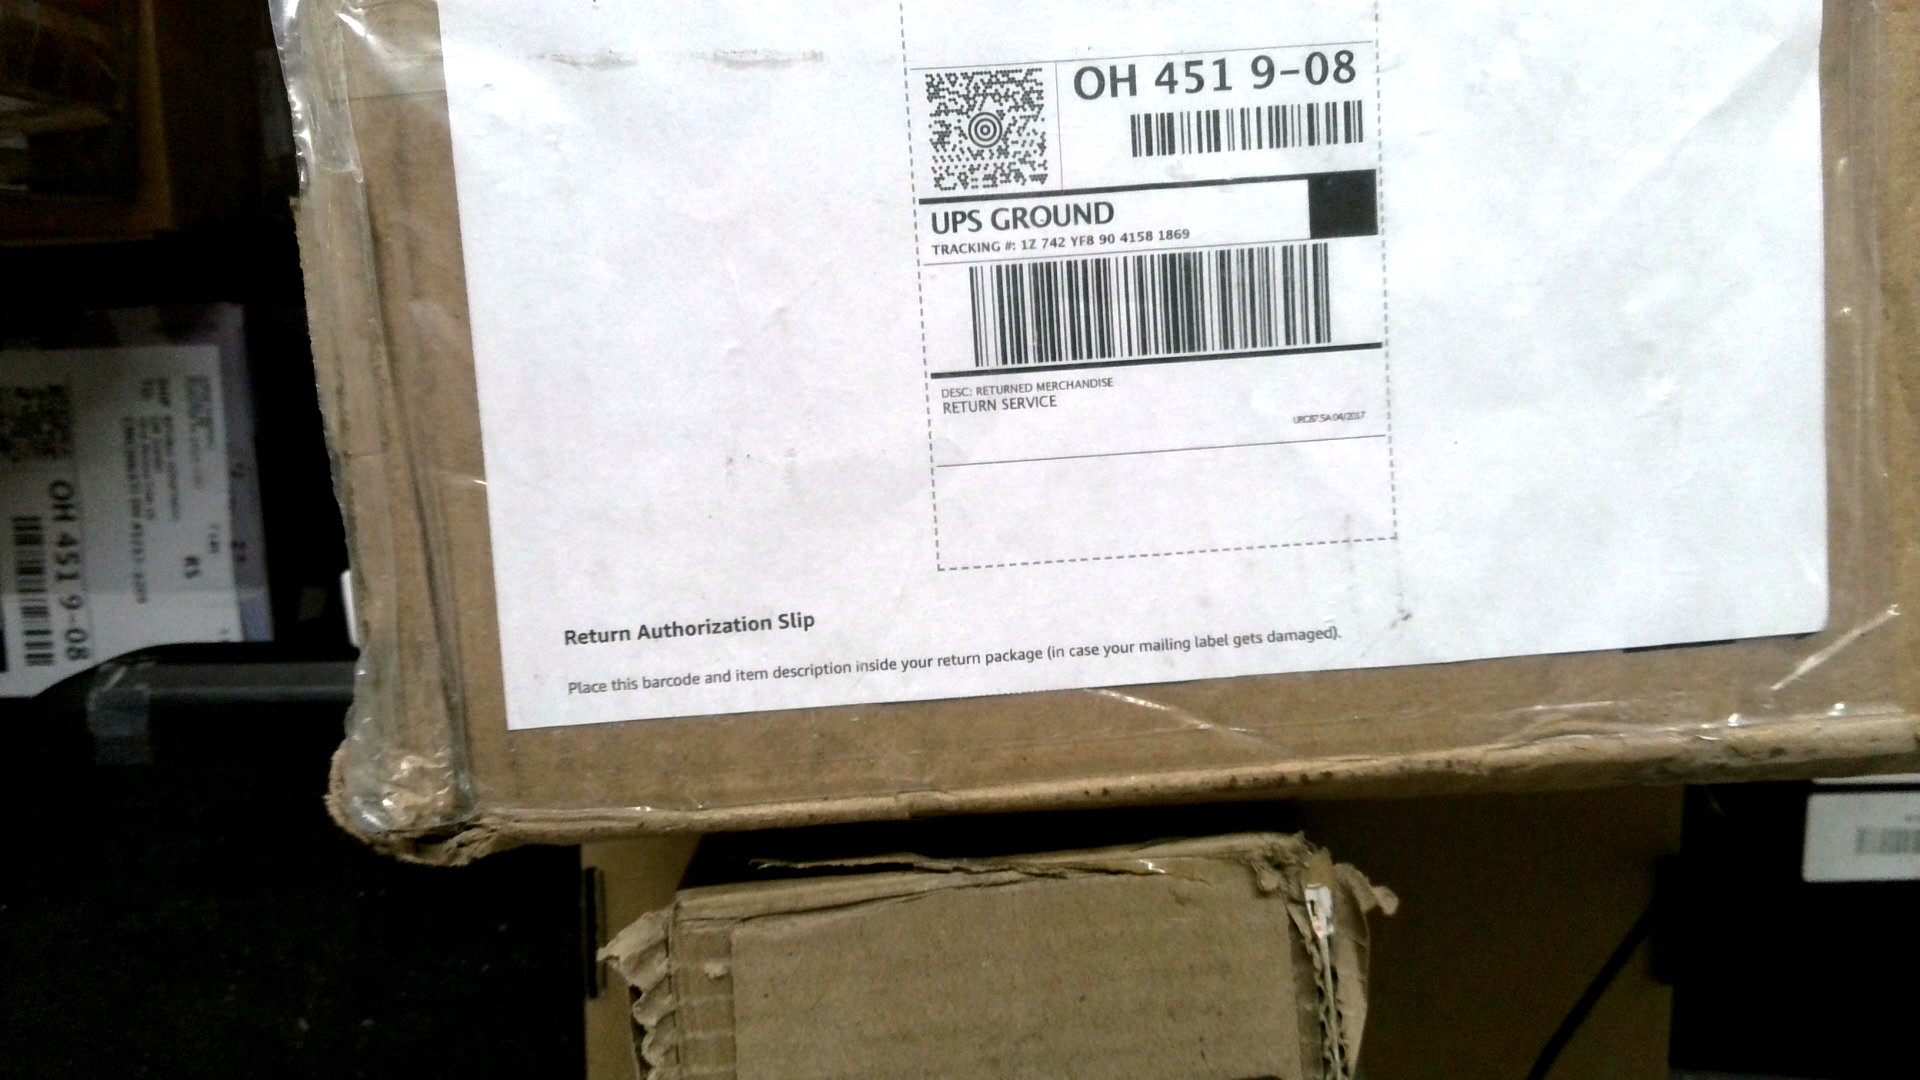 OH 451 9-08
UPS GROUND
TRACKING #: 1Z 742 YF8 90 4158 1869
DESC: RETURNED MERCHANDISE
RETURN SERVICE
Return Authorization Slip
Place this barcode and item description inside your return package (in case your mailing label gets damaged).
OH 451 9-08
RS